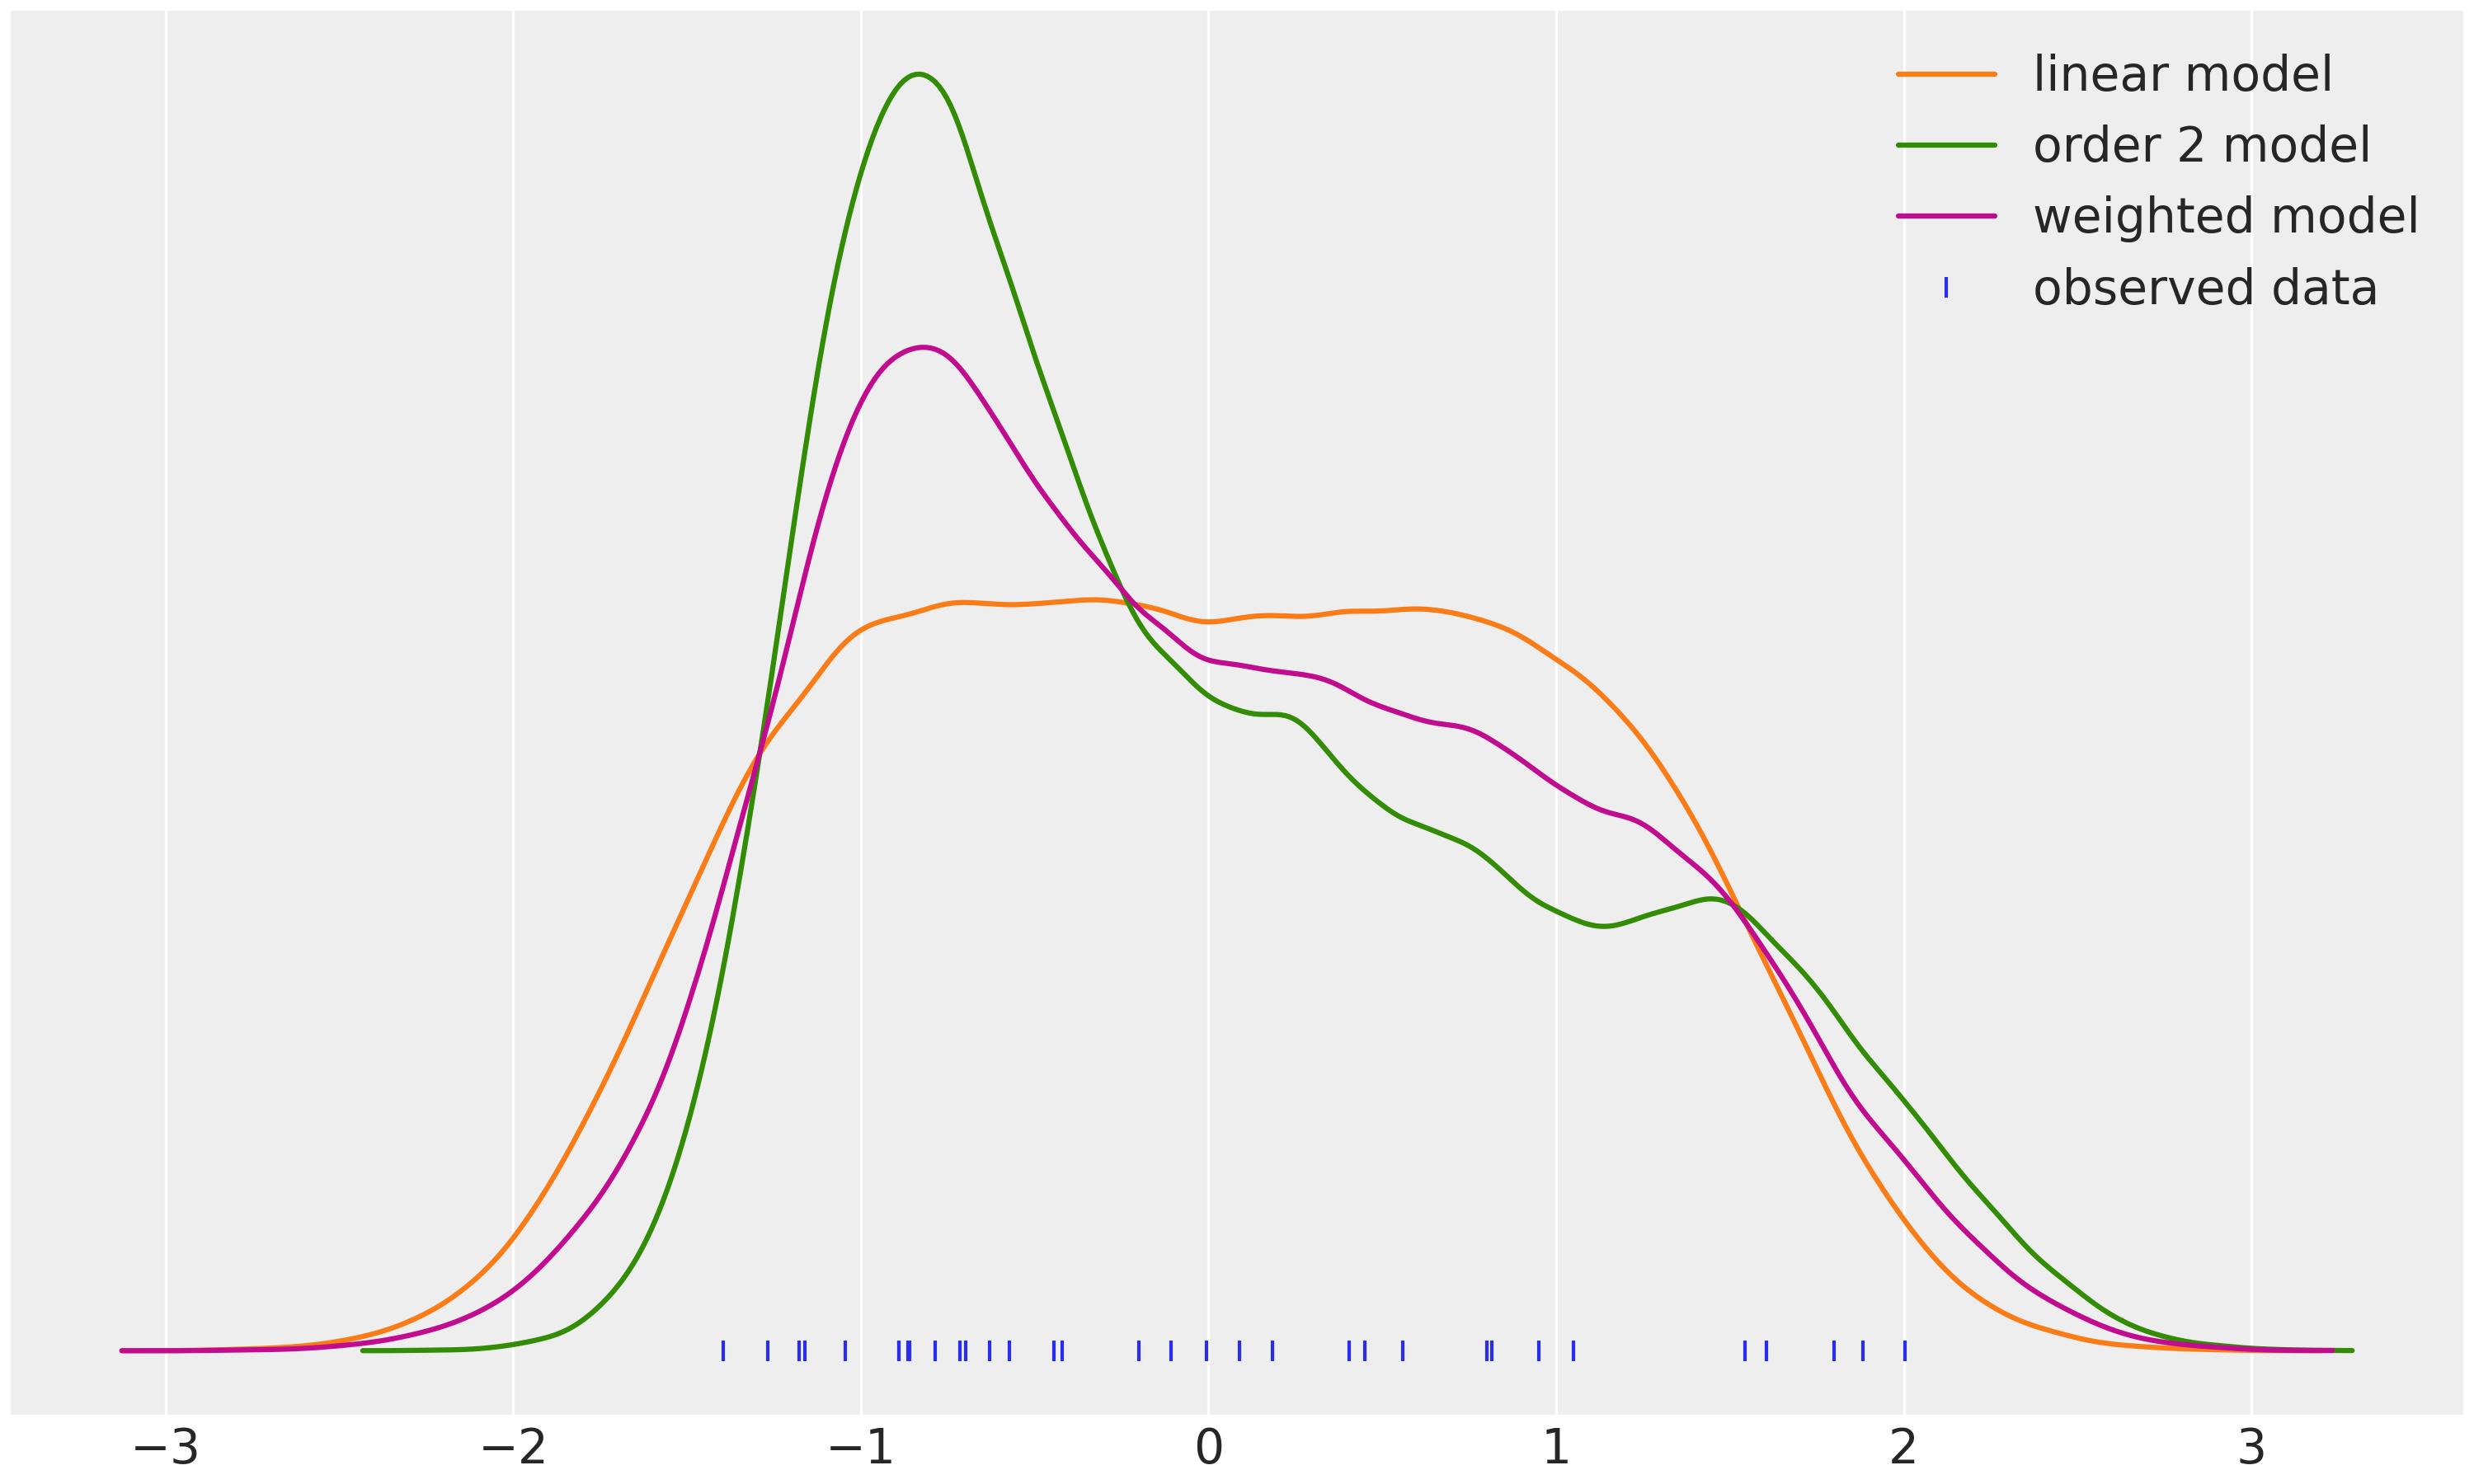 linear model
order 2 model
weighted model
observed data
−3 −2 −1 0 1 2 3